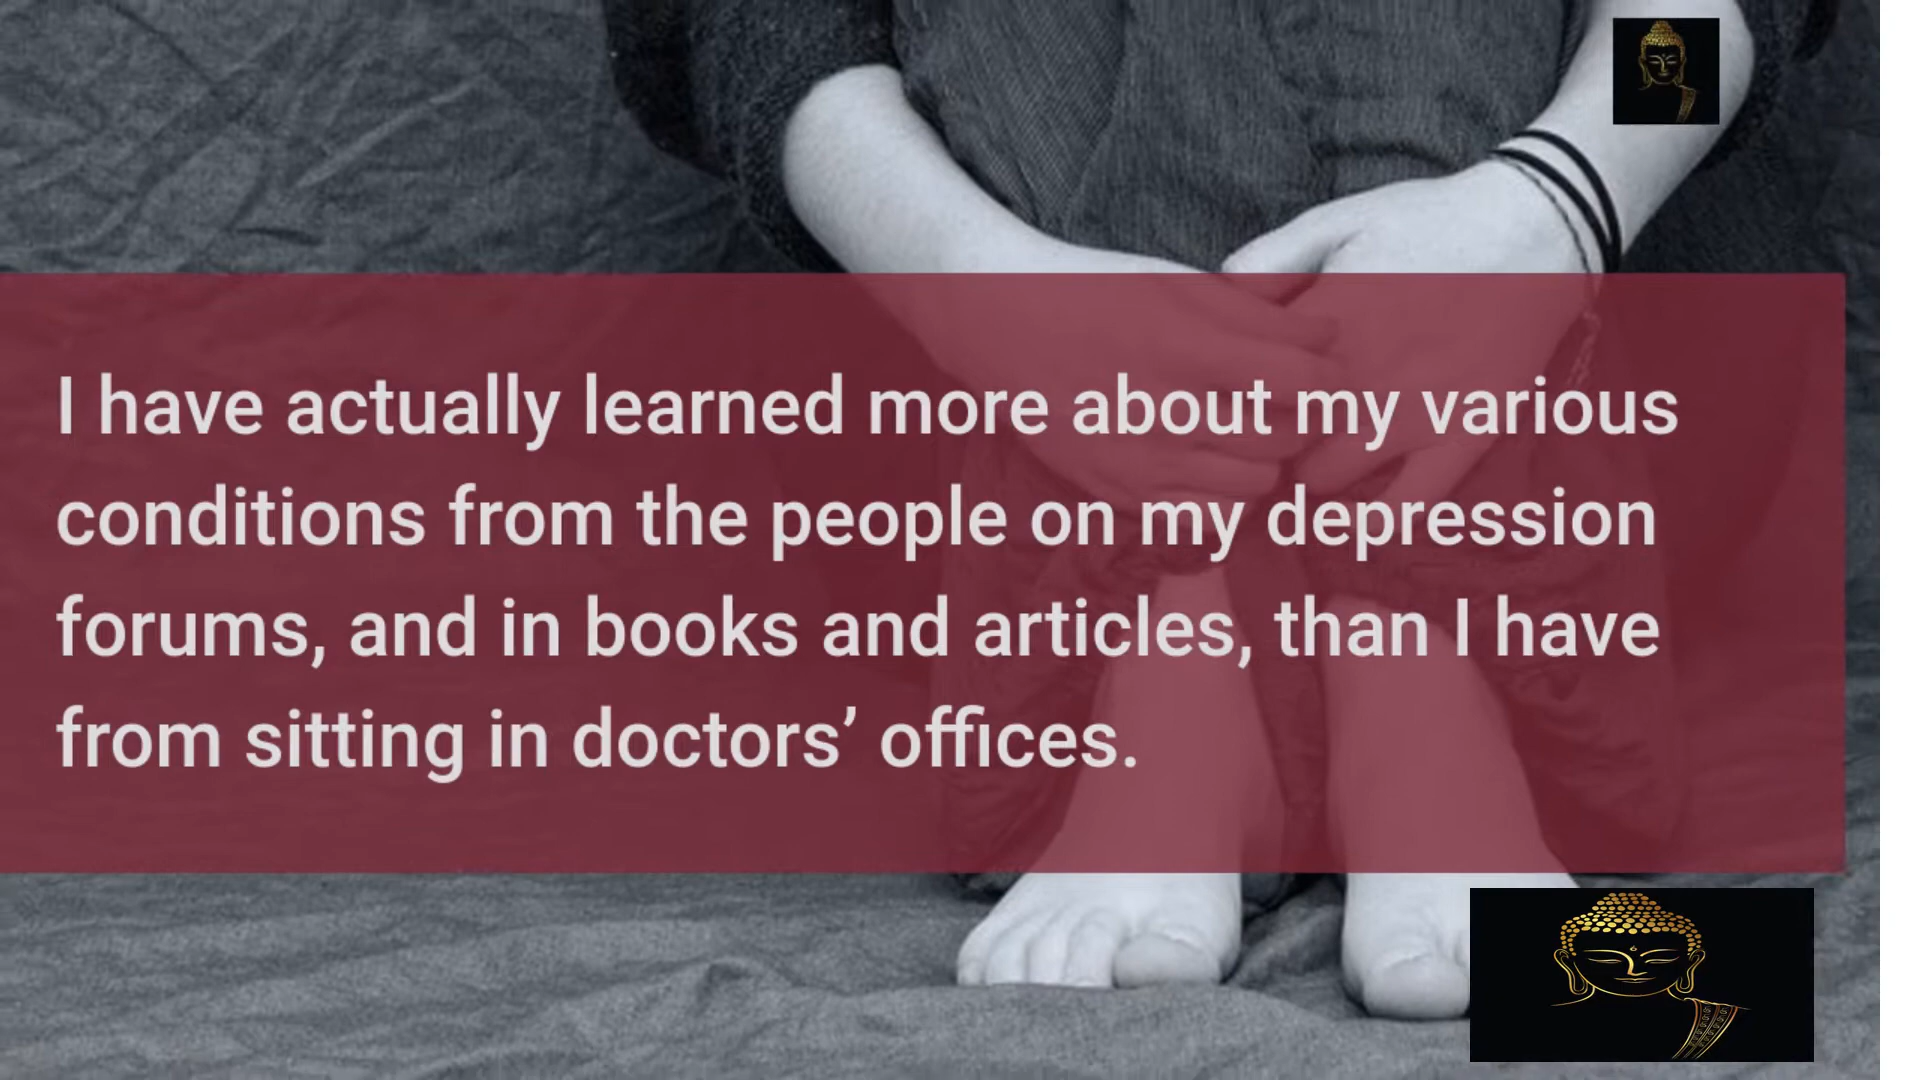 I have actually learned more about my various
conditions from the people on my depression
forums, and in books and articles, than I have
from sitting in doctors’ offices.